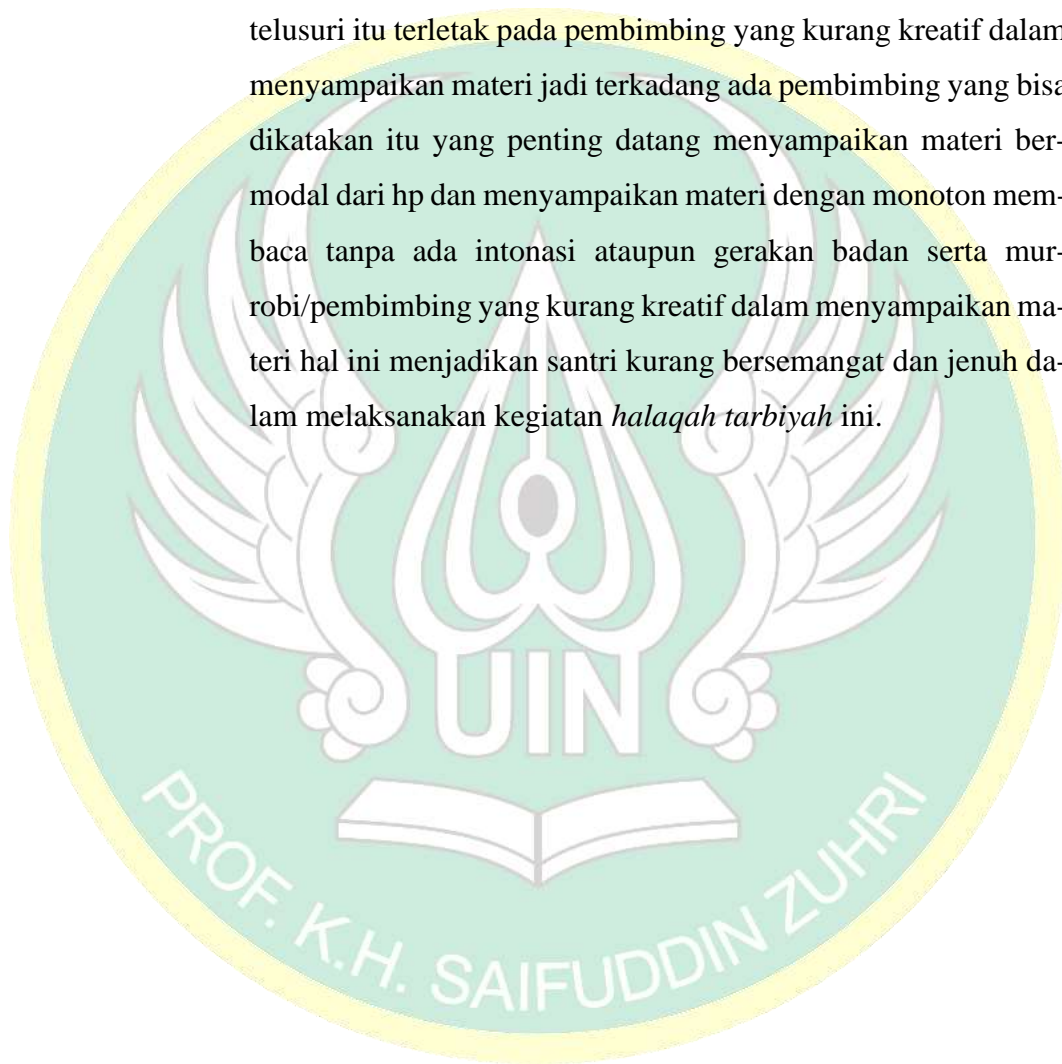 telusuri itu terletak pada pembimbing yang kurang kreatif dalam
menyampaikan materi jadi terkadang ada pembimbing yang bisa
dikatakan itu yang penting datang menyampaikan materi ber-
modal dari hp dan menyampaikan materi dengan monoton mem-
baca tanpa ada intonasi ataupun gerakan badan serta mur-
robi/pembimbing yang kurang kreatif dalam menyampaikan ma-
teri hal ini menjadikan santri kurang bersemangat dan jenuh da-
lam melaksanakan kegiatan halaqah tarbiyah ini.
UIN
PROF. K.H. SAIFUDDIN ZUHRI